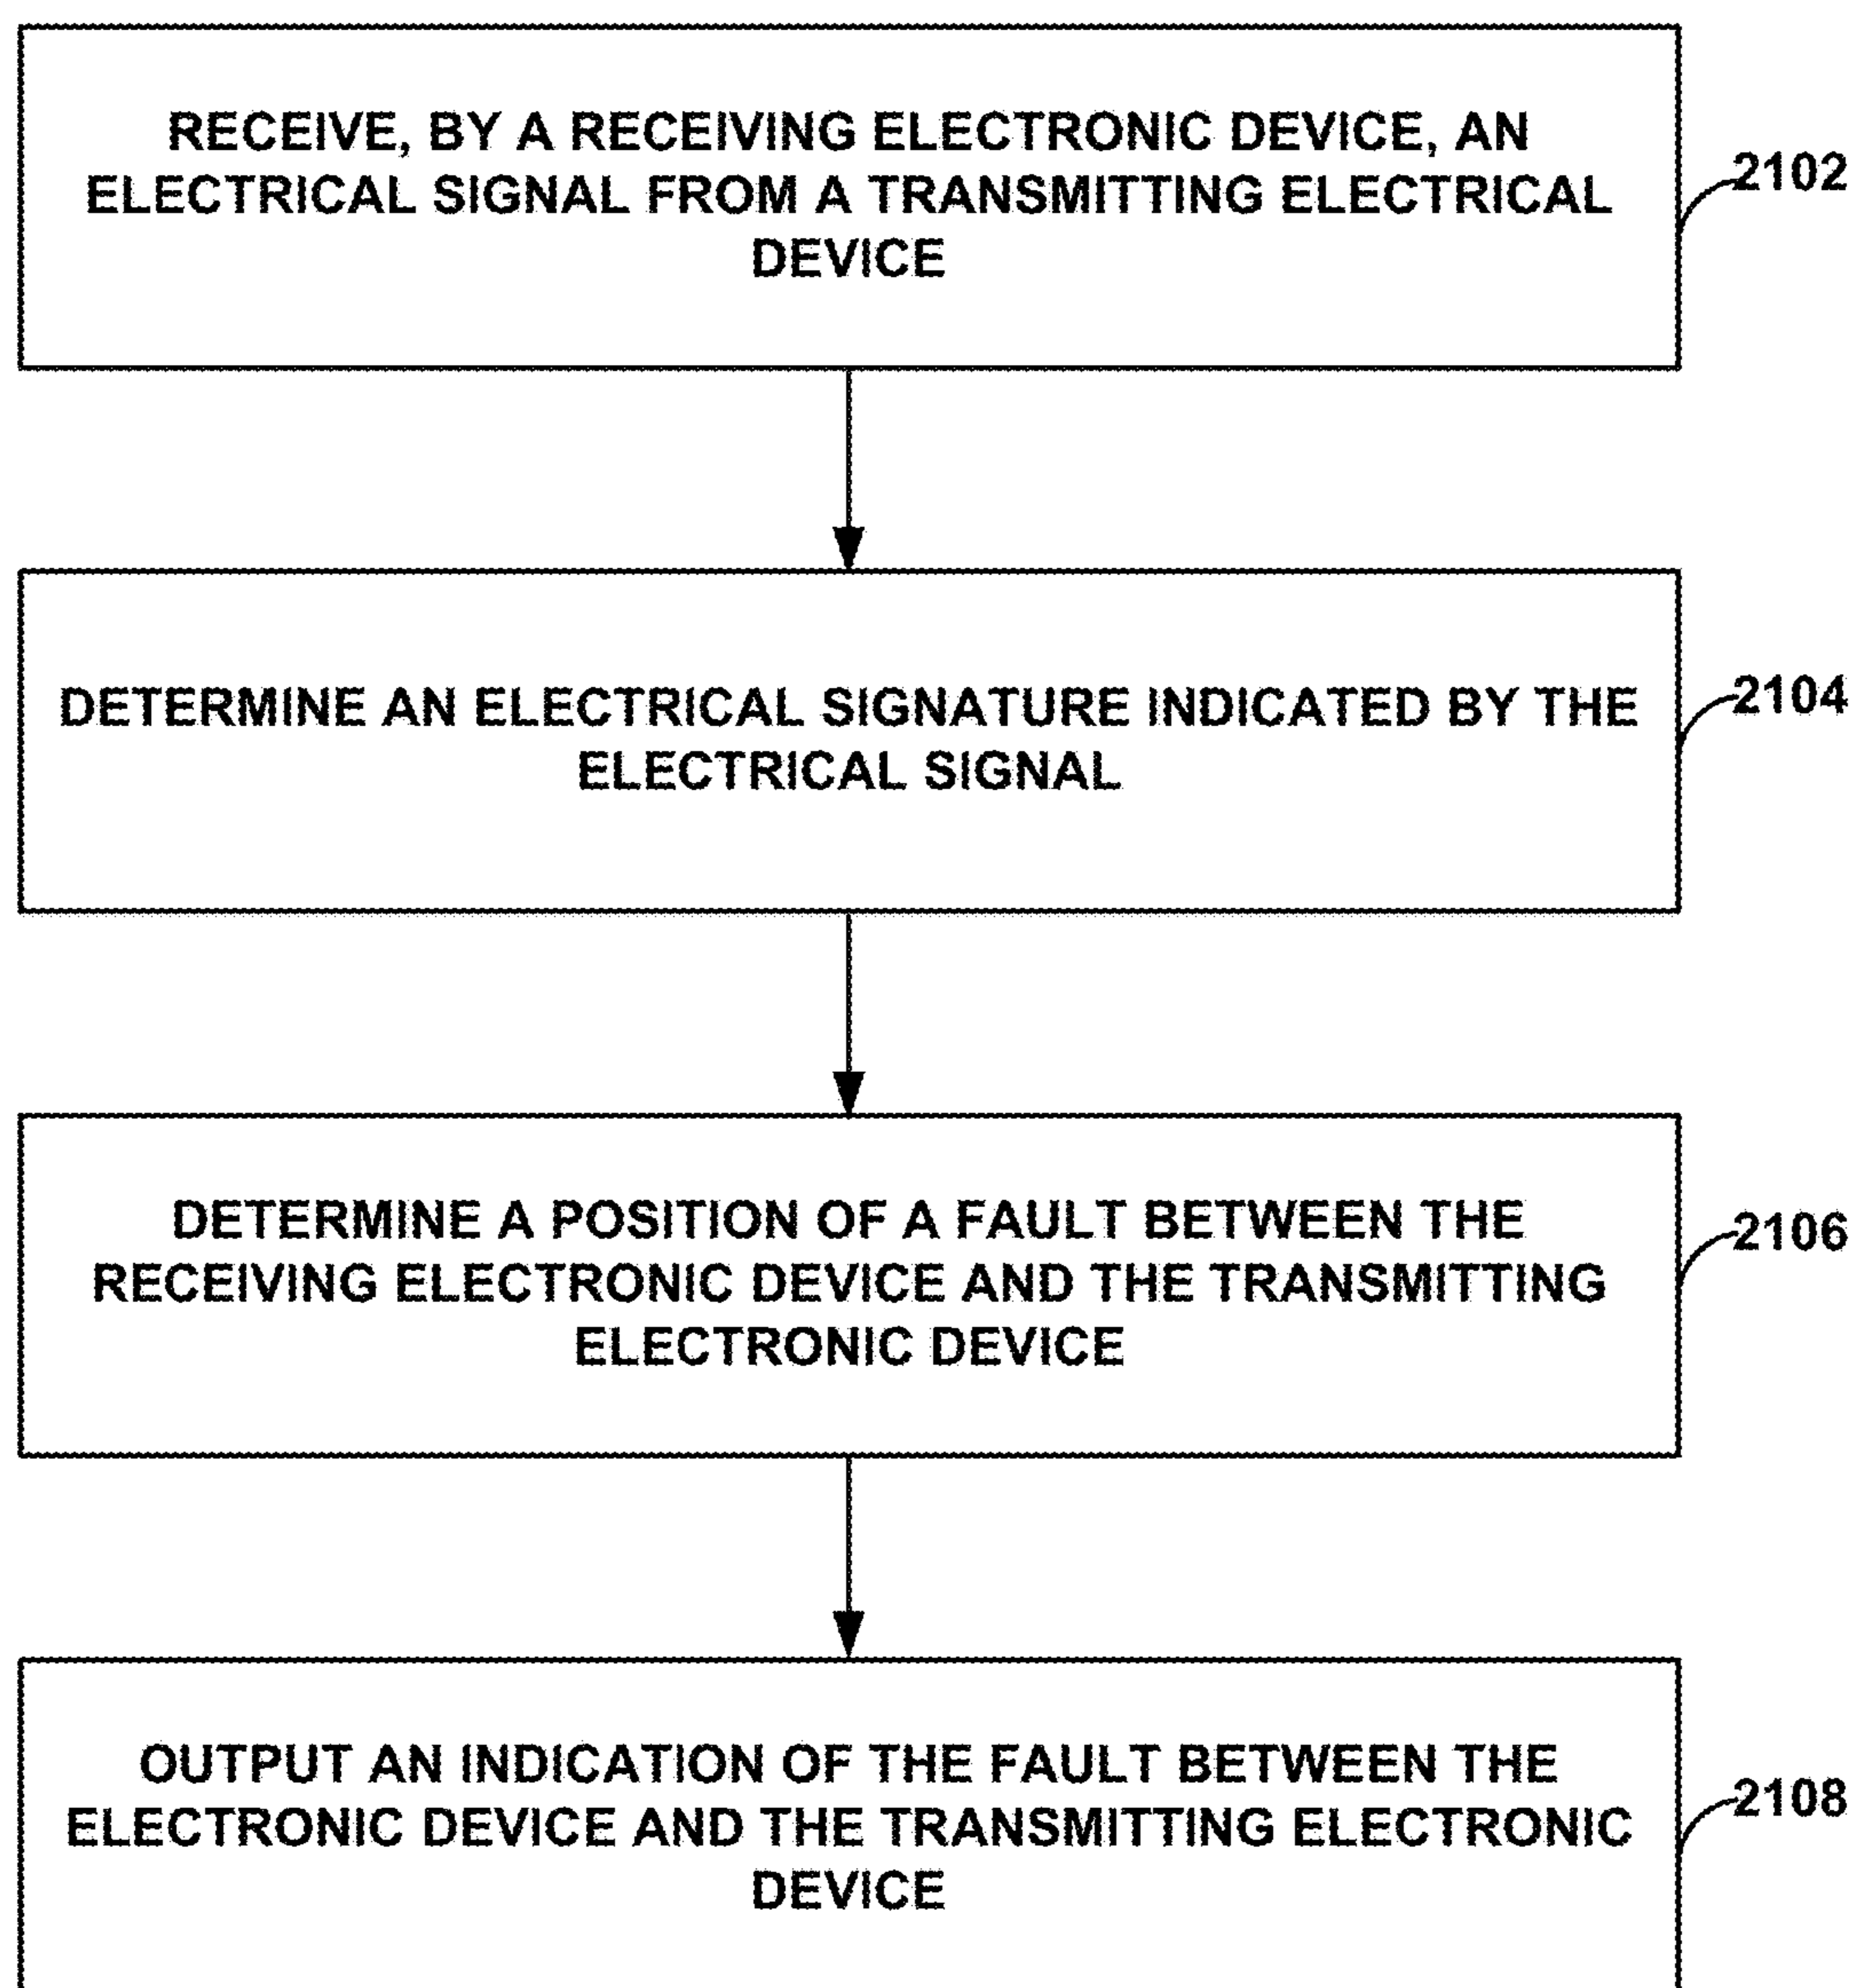 RECEIVE, BY A RECEIVING ELECTRONIC DEVICE, AN
ELECTRICAL SIGNAL FROM A TRANSMITTING ELECTRICAL
DEVICE
2102
DETERMINE AN ELECTRICAL SIGNATURE INDICATED BY THE
ELECTRICAL SIGNAL
2104
DETERMINE A POSITION OF A FAULT BETWEEN THE
RECEIVING ELECTRONIC DEVICE AND THE TRANSMITTING
ELECTRONIC DEVICE
2106
OUTPUT AN INDICATION OF THE FAULT BETWEEN THE
ELECTRONIC DEVICE AND THE TRANSMITTING ELECTRONIC
DEVICE
2108